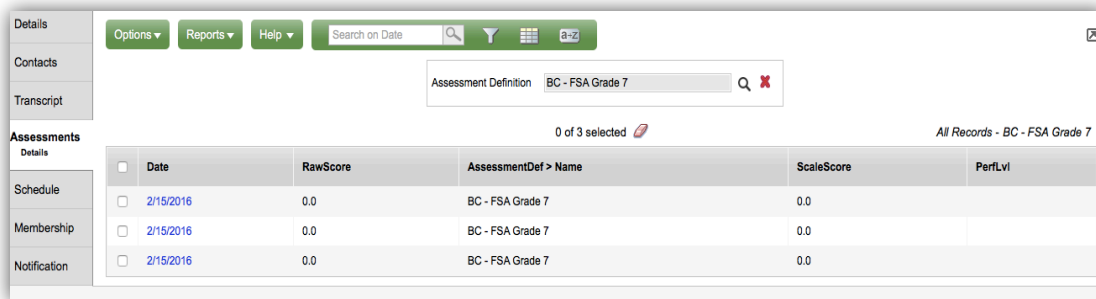 Details
Contacts
Transcript
Assessments
Details
Schedule
Membership
Notification
Options Reports Help Search on Date a-z
Assessment Definition BC - FSA Grade 7
0 of 3 selected All Records - BC - FSA Grade 7
Date RawScore AssessmentDef > Name ScaleScore PerfLvl
2/15/2016 0.0 BC - FSA Grade 7 0.0
2/15/2016 0.0 BC - FSA Grade 7 0.0
2/15/2016 0.0 BC - FSA Grade 7 0.0